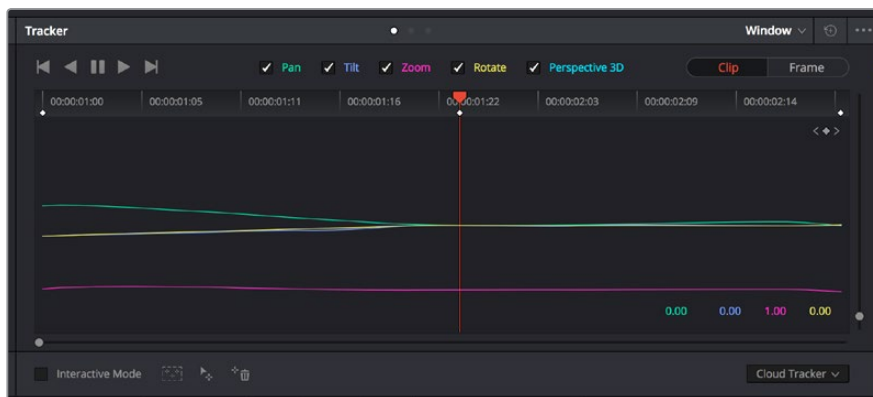 Tracker Window
Pan Tilt Zoom Rotate Perspective 3D Clip Frame
00:00:01:00 00:00:01:05 00:00:01:11 00:00:01:16 00:00:01:22 00:00:02:03 00:00:02:09 00:00:02:14
0.00 0.00 1.00 0.00
Interactive Mode Cloud Tracker